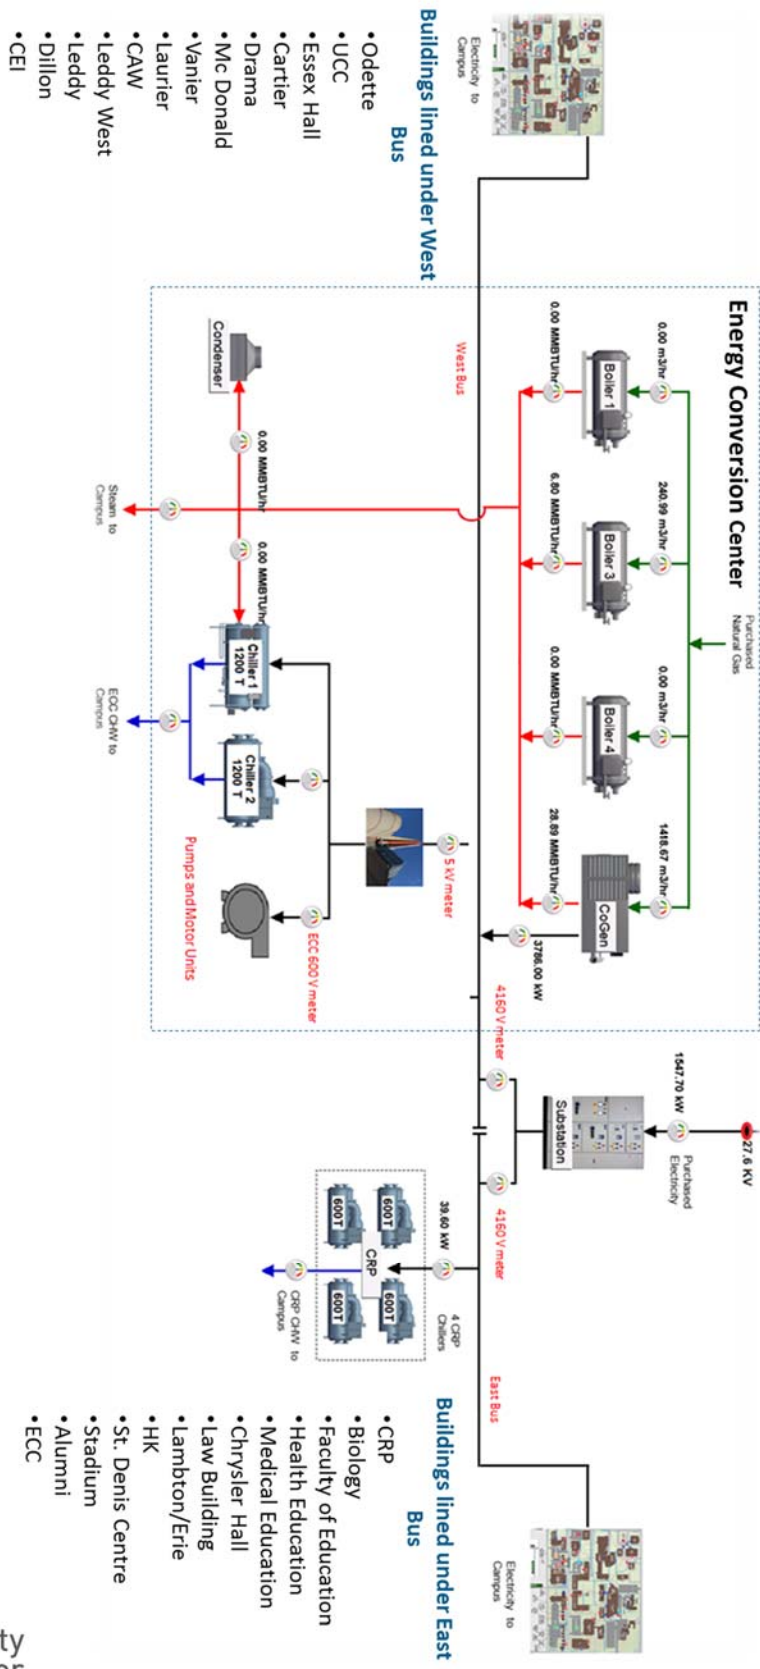 Energy Conversion Center
Purchased
Natural Gas
27.6 KV
0.00 m3/hr
240.99 m3/hr
0.00 m3/hr
1418.67 m3/hr
1547.70 kW
Purchased
Electricity
Boiler 1
Boiler 3
Boiler 4
CoGen
Substation
0.00 MMBTU/hr
6.80 MMBTU/hr
0.00 MMBTU/hr
28.89 MMBTU/hr
3786.00 kW
4160 V meter
4160 V meter
Electricity to
Campus
West Bus
East Bus
Electricity to
Campus
5 kV meter
39.60 kW
4 CRP
Chillers
600T
600T
CRP
600T
600T
CRP CHW to
Campus
ECC 600 V meter
0.00 MMBTU/hr
0.00 MMBTU/hr
Condenser
Chiller 1
1200 T
Chiller 2
1200 T
Pumps and Motor Units
Steam to
Campus
ECC CHW to
Campus
Buildings lined under West
Bus
• Odette
• UCC
• Essex Hall
• Cartier
• Drama
• Mc Donald
• Vanier
• Laurier
• CAW
• Leddy West
• Leddy
• Dillon
• CEI
Buildings lined under East
Bus
• CRP
• Biology
• Faculty of Education
• Health Education
• Medical Education
• Chrysler Hall
• Law Building
• Lambton/Erie
• HK
• St. Denis Centre
• Stadium
• Alumni
• ECC
ty